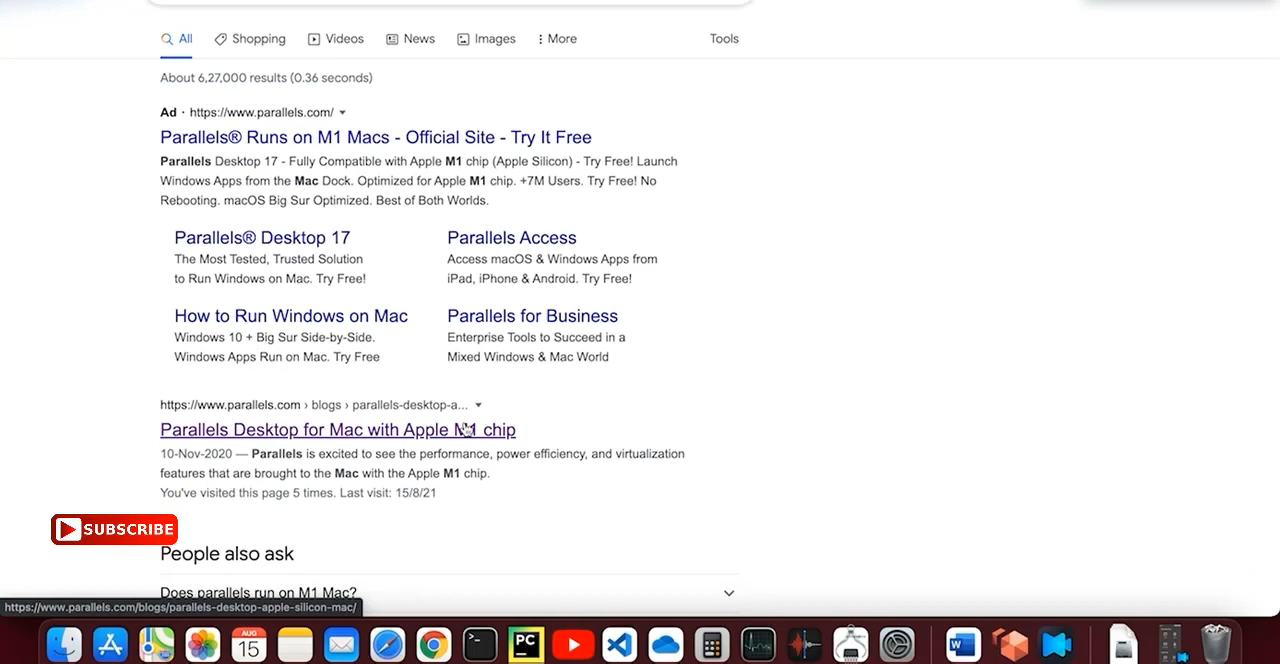 All Shopping Videos News Images More Tools
About 6,27,000 results (0.36 seconds)
Ad · https://www.parallels.com/
Parallels® Runs on M1 Macs - Official Site - Try It Free
Parallels Desktop 17 - Fully Compatible with Apple M1 chip (Apple Silicon) - Try Free! Launch
Windows Apps from the Mac Dock. Optimized for Apple M1 chip. +7M Users. Try Free! No
Rebooting. macOS Big Sur Optimized. Best of Both Worlds.
Parallels® Desktop 17
The Most Tested, Trusted Solution
to Run Windows on Mac. Try Free!
Parallels Access
Access macOS & Windows Apps from
iPad, iPhone & Android. Try Free!
How to Run Windows on Mac
Windows 10 + Big Sur Side-by-Side.
Windows Apps Run on Mac. Try Free
Parallels for Business
Enterprise Tools to Succeed in a
Mixed Windows & Mac World
https://www.parallels.com › blogs › parallels-desktop-a...
Parallels Desktop for Mac with Apple M1 chip
10-Nov-2020 — Parallels is excited to see the performance, power efficiency, and virtualization
features that are brought to the Mac with the Apple M1 chip.
You've visited this page 5 times. Last visit: 15/8/21
SUBSCRIBE
People also ask
Does parallels run on M1 Mac?
https://www.parallels.com/blogs/parallels-desktop-apple-silicon-mac/
AUG
15
PC
W